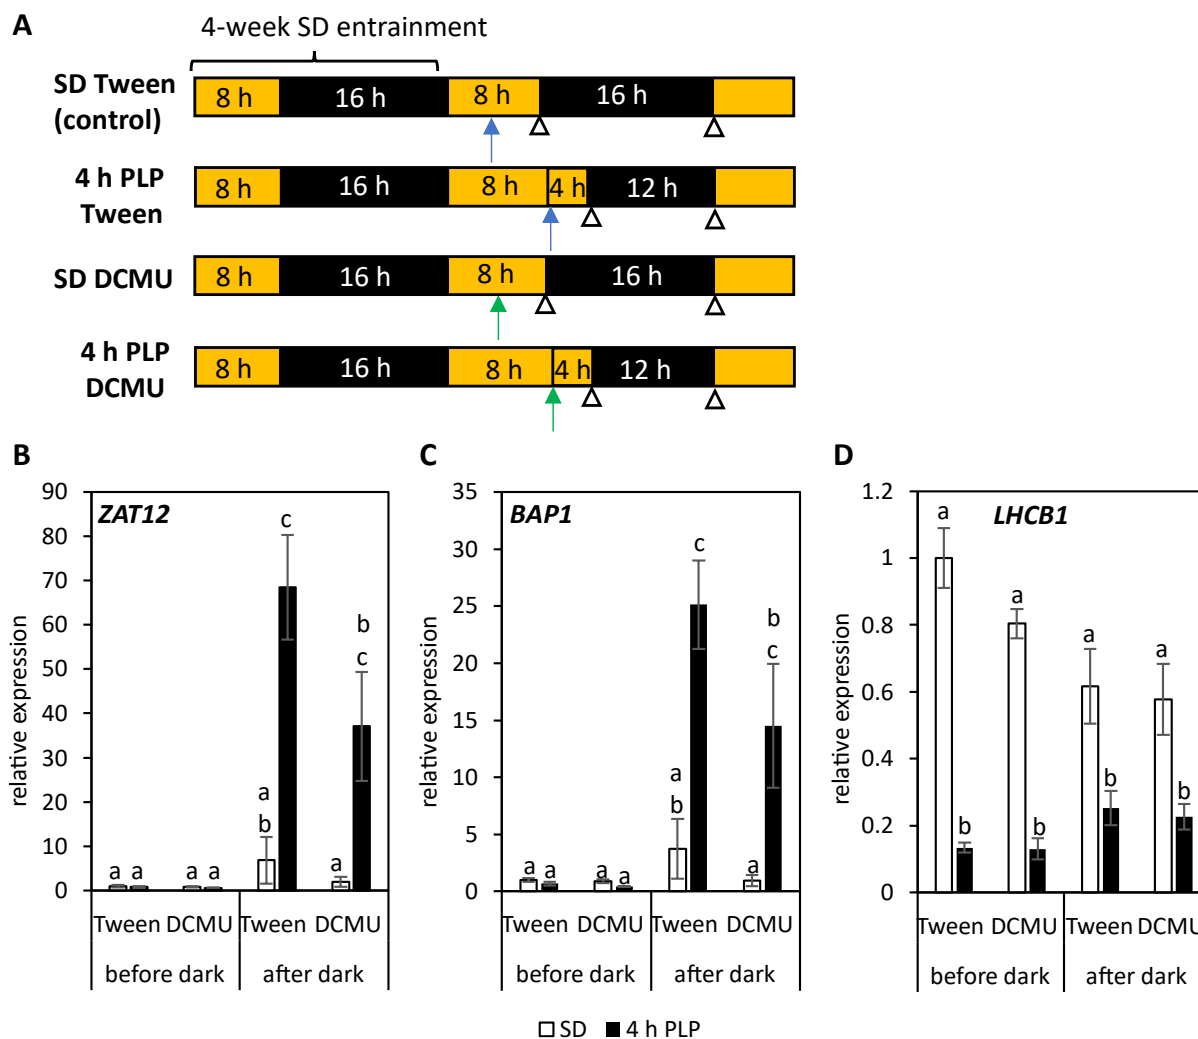 A
4-week SD entrainment
SD Tween
(control)
8 h
16 h
8 h
16 h
4 h PLP
Tween
8 h
16 h
8 h
4 h
12 h
SD DCMU
8 h
16 h
8 h
16 h
4 h PLP
DCMU
8 h
16 h
8 h
4 h
12 h
B
ZAT12
relative expression
90
80
70
60
50
40
30
20
10
0
a a
a a
a
b
c
a
b
c
Tween DCMU Tween DCMU
before dark after dark
C
BAP1
relative expression
35
30
25
20
15
10
5
0
a a
a a
a
b
c
a
b
c
Tween DCMU Tween DCMU
before dark after dark
D
LHCB1
relative expression
1.2
1
0.8
0.6
0.4
0.2
0
a
b
a
b
a
b
a
b
Tween DCMU Tween DCMU
before dark after dark
SD 4 h PLP